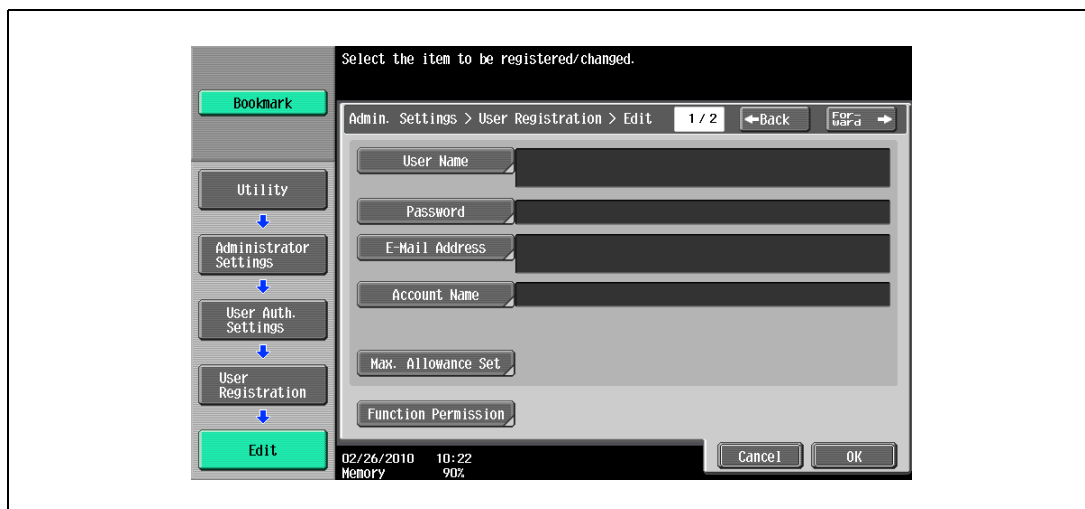 Select the item to be registered/changed.
Bookmark
Admin. Settings > User Registration > Edit 1 / 2 ←Back For-
ward →
User Name
Utility
Password
Administrator
Settings
E-Mail Address
Account Name
User Auth.
Settings
Max. Allowance Set
User
Registration
Function Permission
Edit
02/26/2010 10:22
Memory 90%
Cancel OK